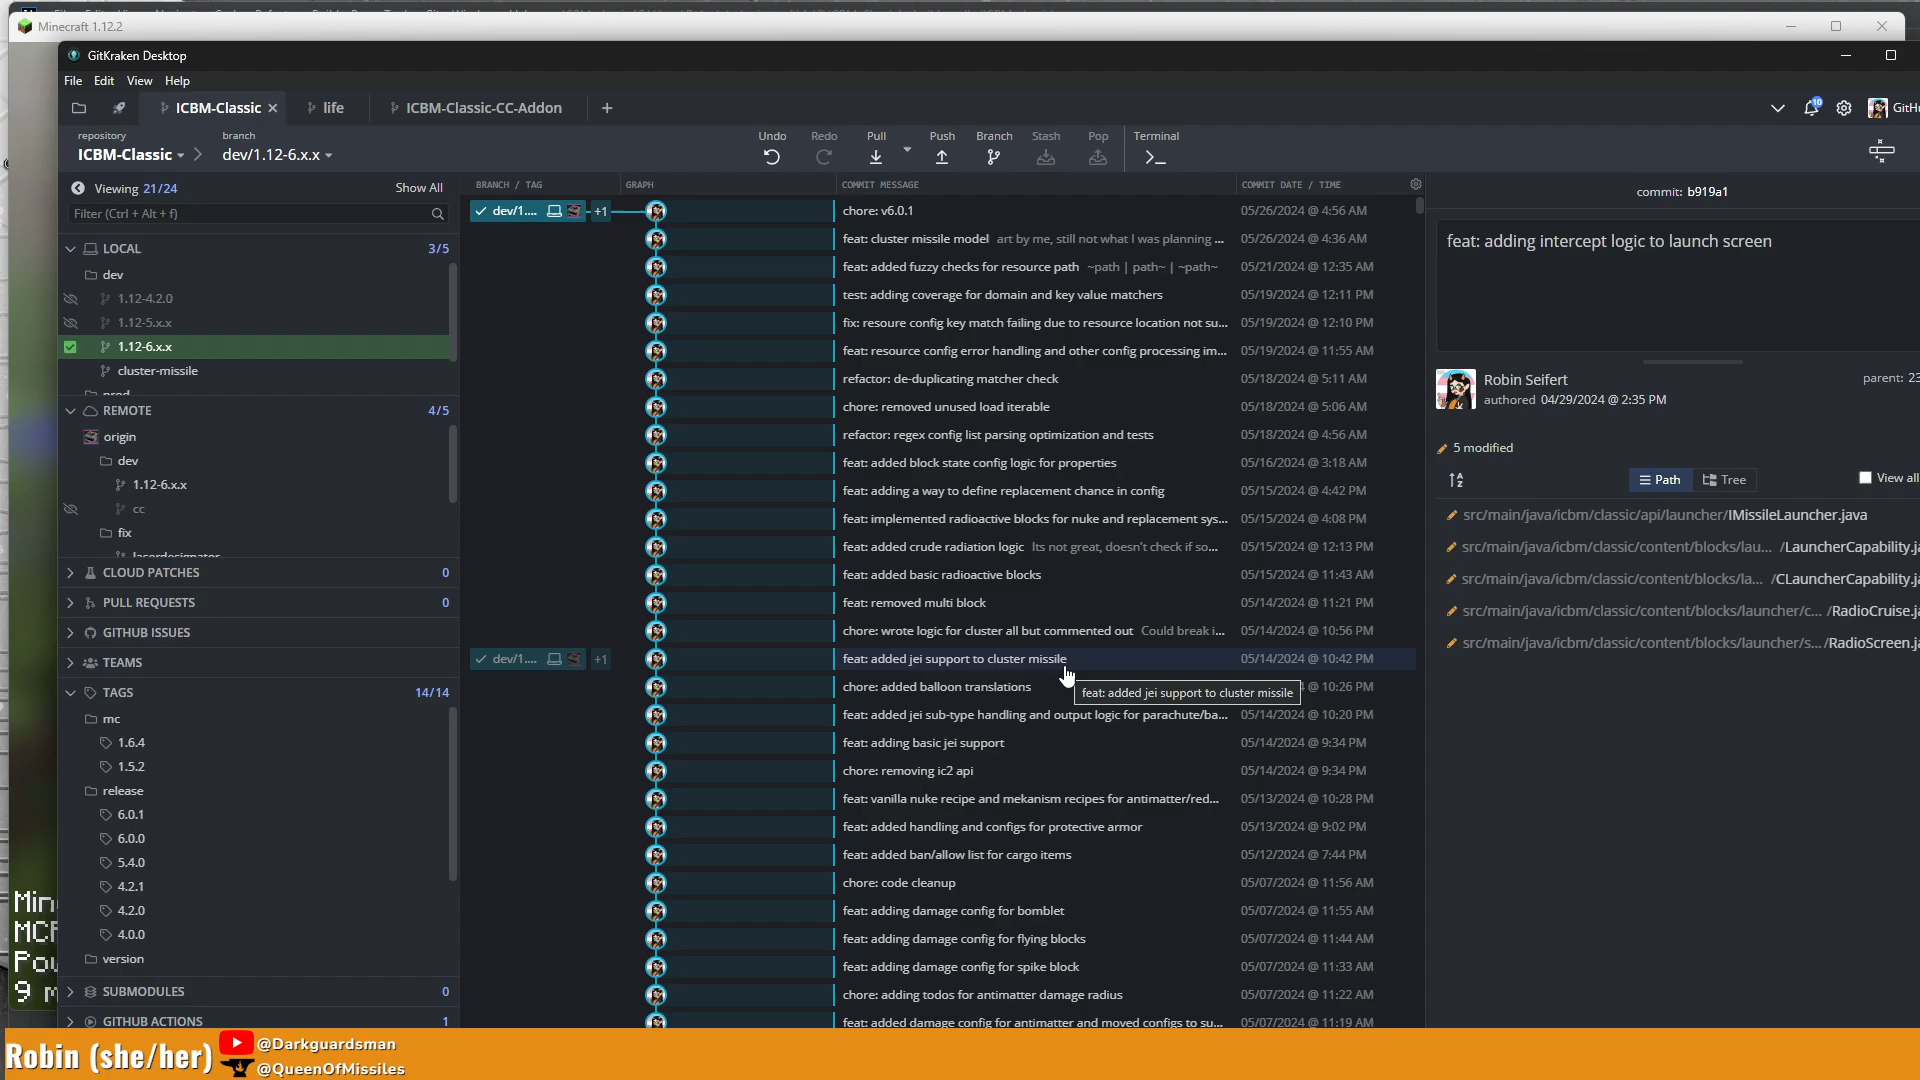 Minecraft 1.12.2
GitKraken Desktop
File Edit View Help
ICBM-Classic
life
ICBM-Classic-CC-Addon
10
repository
ICBM-Classic
branch
dev/1.12-6.x.x
Undo
Redo
Pull
Push
Branch
Stash
Pop
Terminal
Viewing 21/24
Show All
Filter (Ctrl + Alt + f)
LOCAL 3/5
dev
1.12-4.2.0
1.12-5.x.x
1.12-6.x.x
cluster-missile
REMOTE 4/5
origin
dev
1.12-6.x.x
cc
fix
CLOUD PATCHES 0
PULL REQUESTS 0
GITHUB ISSUES
TEAMS
TAGS 14/14
mc
1.6.4
1.5.2
release
6.0.1
6.0.0
5.4.0
4.2.1
4.2.0
4.0.0
version
SUBMODULES 0
GITHUB ACTIONS 1
BRANCH / TAG GRAPH COMMIT MESSAGE COMMIT DATE / TIME
dev/1.... +1 chore: v6.0.1 05/26/2024 @ 4:56 AM
feat: cluster missile model art by me, still not what I was planning ... 05/26/2024 @ 4:36 AM
feat: added fuzzy checks for resource path ~path | path~ | ~path~ 05/21/2024 @ 12:35 AM
test: adding coverage for domain and key value matchers 05/19/2024 @ 12:11 PM
fix: resoure config key match failing due to resource location not su... 05/19/2024 @ 12:10 PM
feat: resource config error handling and other config processing im... 05/19/2024 @ 11:55 AM
refactor: de-duplicating matcher check 05/18/2024 @ 5:11 AM
chore: removed unused load iterable 05/18/2024 @ 5:06 AM
refactor: regex config list parsing optimization and tests 05/18/2024 @ 4:56 AM
feat: added block state config logic for properties 05/16/2024 @ 3:18 AM
feat: adding a way to define replacement chance in config 05/15/2024 @ 4:42 PM
feat: implemented radioactive blocks for nuke and replacement sys... 05/15/2024 @ 4:08 PM
feat: added crude radiation logic Its not great, doesn't check if so... 05/15/2024 @ 12:13 PM
feat: added basic radioactive blocks 05/15/2024 @ 11:43 AM
feat: removed multi block 05/14/2024 @ 11:21 PM
chore: wrote logic for cluster all but commented out Could break i... 05/14/2024 @ 10:56 PM
dev/1.... +1 feat: added jei support to cluster missile 05/14/2024 @ 10:42 PM
chore: added balloon translations @ 10:26 PM
feat: added jei support to cluster missile
feat: added jei sub-type handling and output logic for parachute/ba... 05/14/2024 @ 10:20 PM
feat: adding basic jei support 05/14/2024 @ 9:34 PM
chore: removing ic2 api 05/14/2024 @ 9:34 PM
feat: vanilla nuke recipe and mekanism recipes for antimatter/red... 05/13/2024 @ 10:28 PM
feat: added handling and configs for protective armor 05/13/2024 @ 9:02 PM
feat: added ban/allow list for cargo items 05/12/2024 @ 7:44 PM
chore: code cleanup 05/07/2024 @ 11:56 AM
feat: adding damage config for bomblet 05/07/2024 @ 11:55 AM
feat: adding damage config for flying blocks 05/07/2024 @ 11:44 AM
feat: adding damage config for spike block 05/07/2024 @ 11:33 AM
chore: adding todos for antimatter damage radius 05/07/2024 @ 11:22 AM
feat: added damage config for antimatter and moved configs to su... 05/07/2024 @ 11:19 AM
commit: b919a1
feat: adding intercept logic to launch screen
Robin Seifert
authored 04/29/2024 @ 2:35 PM
parent: 23
5 modified
Path
Tree
View all
src/main/java/icbm/classic/api/launcher/IMissileLauncher.java
src/main/java/icbm/classic/content/blocks/lau... /LauncherCapability.ja
src/main/java/icbm/classic/content/blocks/la... /CLauncherCapability.ja
src/main/java/icbm/classic/content/blocks/launcher/c... /RadioCruise.ja
src/main/java/icbm/classic/content/blocks/launcher/s... /RadioScreen.ja
Robin (she/her)
@Darkguardsman
@QueenOfMissiles